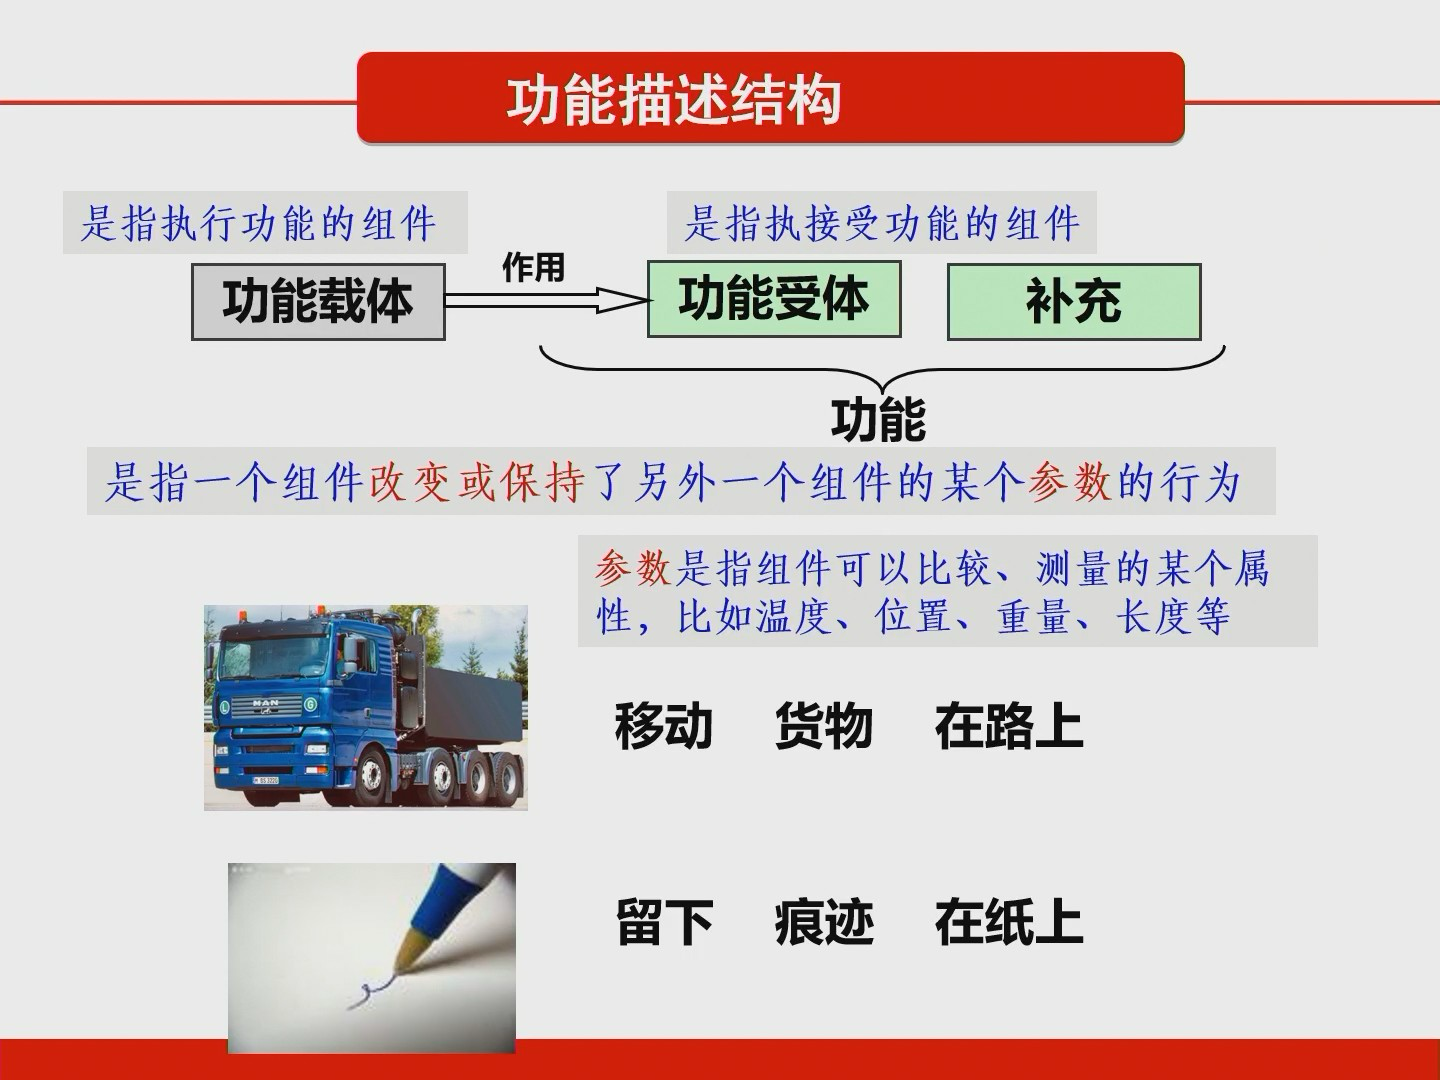 功能描述结构
是指执行功能的组件
是指执接受功能的组件
作用
功能载体
功能受体
补充
功能
是指一个组件改变或保持了另外一个组件的某个参数的行为
参数是指组件可以比较、测量的某个属
性，比如温度、位置、重量、长度等
MAN
L
G
移动 货物 在路上
留下 痕迹 在纸上